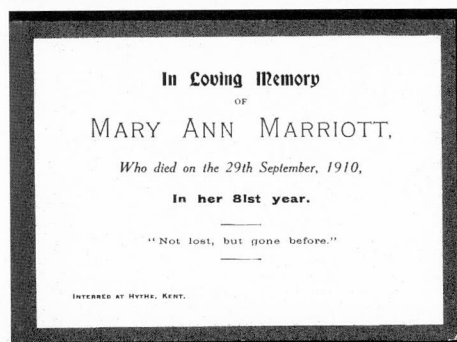 In Loving Memory
OF
MARY ANN MARRIOTT,
Who died on the 29th September, 1910,
In her 81st year.
"Not lost, but gone before."
INTERRED AT HYTHE, KENT.